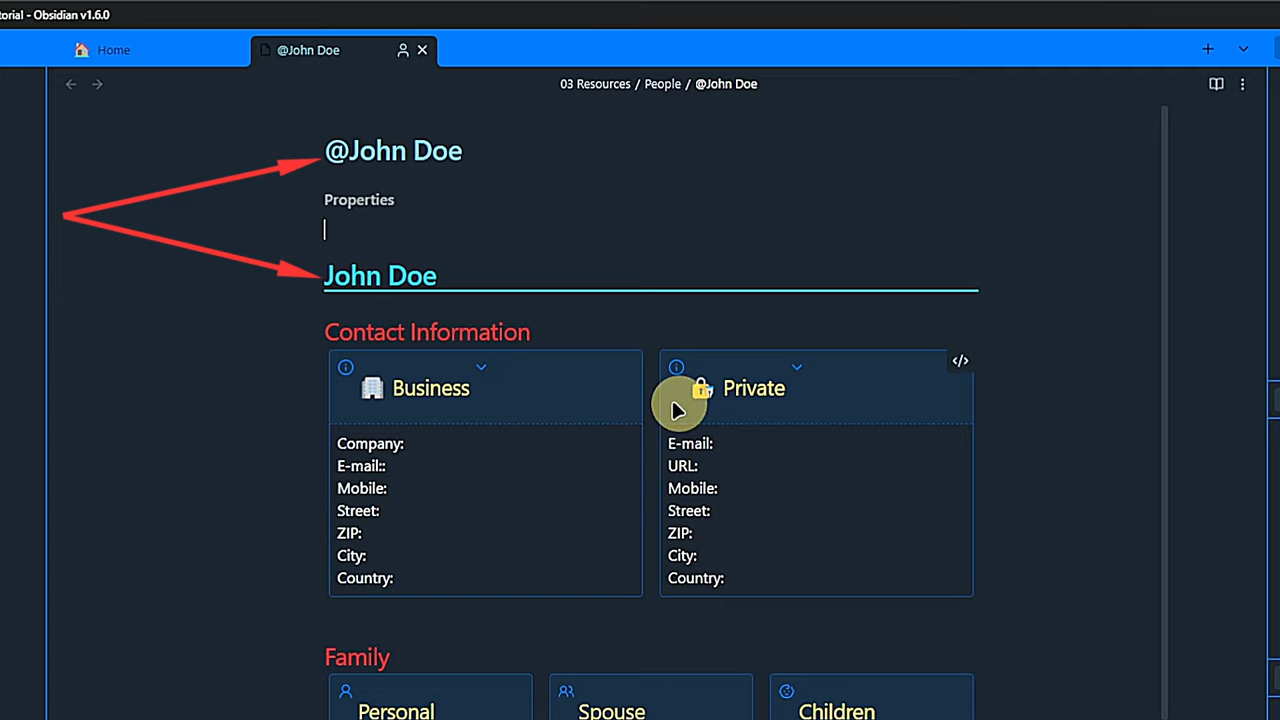 torial - Obsidian v1.6.0
Home
@John Doe
03 Resources / People / @John Doe
@John Doe
Properties
John Doe
Contact Information
Business
Private
Company:
E-mail::
Mobile:
Street:
ZIP:
City:
Country:
E-mail:
URL:
Mobile:
Street:
ZIP:
City:
Country:
Family
Personal
Spouse
Children